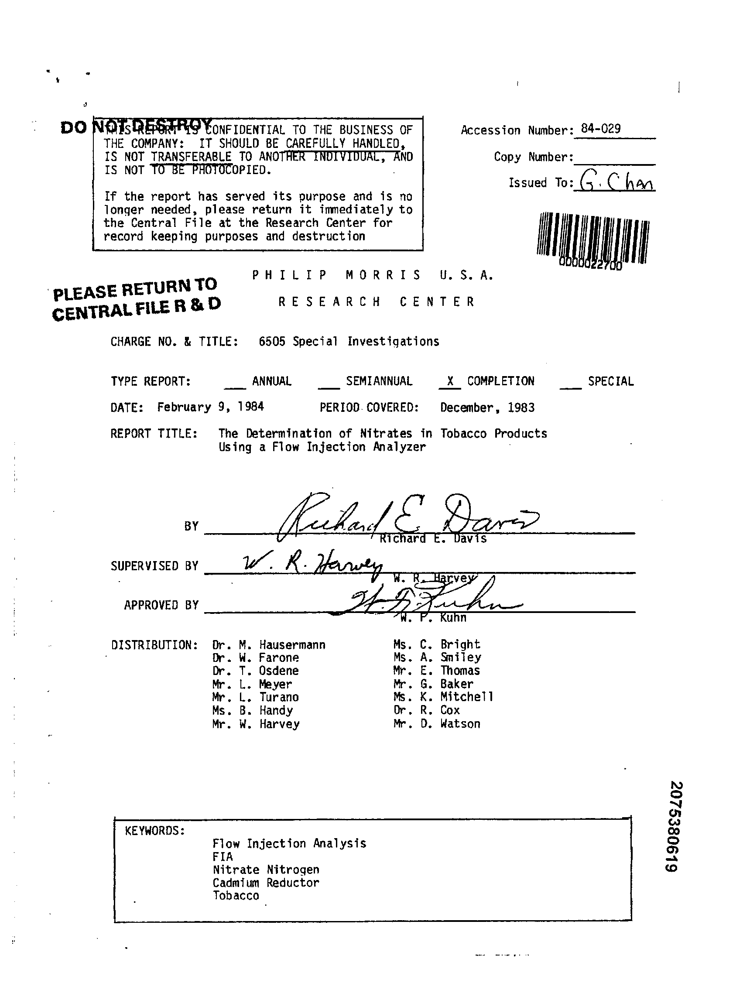 DO NOT DESTROY
THIS REPORT IS CONFIDENTIAL TO THE BUSINESS OF
THE COMPANY: IT SHOULD BE CAREFULLY HANDLED,
IS NOT TRANSFERABLE TO ANOTHER INDIVIDUAL, AND
IS NOT TO BE PHOTOCOPIED.
If the report has served its purpose and is no
longer needed, please return it immediately to
the Central File at the Research Center for
record keeping purposes and destruction
Accession Number: 84-029
Copy Number:
Issued To: G. Chan
0000022700
PLEASE RETURN TO
CENTRAL FILE R & D
PHILIP MORRIS U.S.A.
RESEARCH CENTER
CHARGE NO. & TITLE: 6505 Special Investigations
TYPE REPORT: ___ ANNUAL ___ SEMIANNUAL X COMPLETION ___ SPECIAL
DATE: February 9, 1984 PERIOD COVERED: December, 1983
REPORT TITLE: The Determination of Nitrates in Tobacco Products
Using a Flow Injection Analyzer
BY Richard E. Davis
Richard E. Davis
SUPERVISED BY W. R. Harvey
W. R. Harvey
APPROVED BY W. P. Kuhn
W. P. Kuhn
DISTRIBUTION: Dr. M. Hausermann Ms. C. Bright
Dr. W. Farone Ms. A. Smiley
Dr. T. Osdene Mr. E. Thomas
Mr. L. Meyer Mr. G. Baker
Mr. L. Turano Ms. K. Mitchell
Ms. B. Handy Dr. R. Cox
Mr. W. Harvey Mr. D. Watson
2075380619
KEYWORDS:
Flow Injection Analysis
FIA
Nitrate Nitrogen
Cadmium Reductor
Tobacco